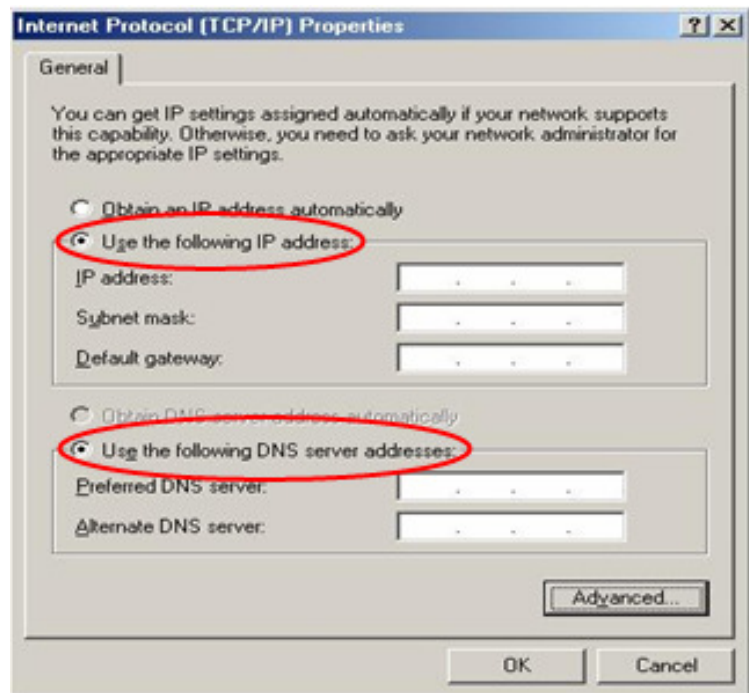 Internet Protocol (TCP/IP) Properties
General
You can get IP settings assigned automatically if your network supports
this capability. Otherwise, you need to ask your network administrator for
the appropriate IP settings.
Obtain an IP address automatically
Use the following IP address:
IP address:
Subnet mask:
Default gateway:
Obtain DNS server address automatically
Use the following DNS server addresses:
Preferred DNS server:
Alternate DNS server:
Advanced...
OK Cancel